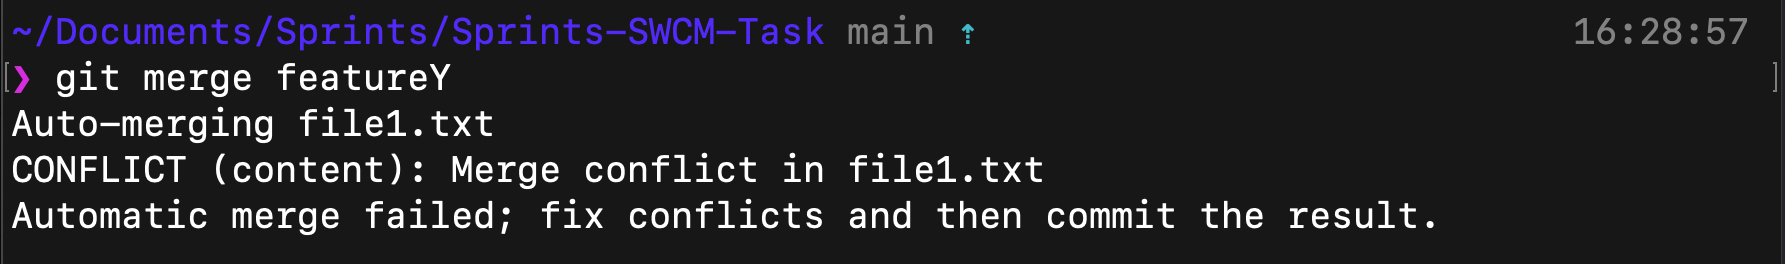 ~/Documents/Sprints/Sprints-SWCM-Task main ⇡ 16:28:57
[❯ git merge featureY ]
Auto-merging file1.txt
CONFLICT (content): Merge conflict in file1.txt
Automatic merge failed; fix conflicts and then commit the result.